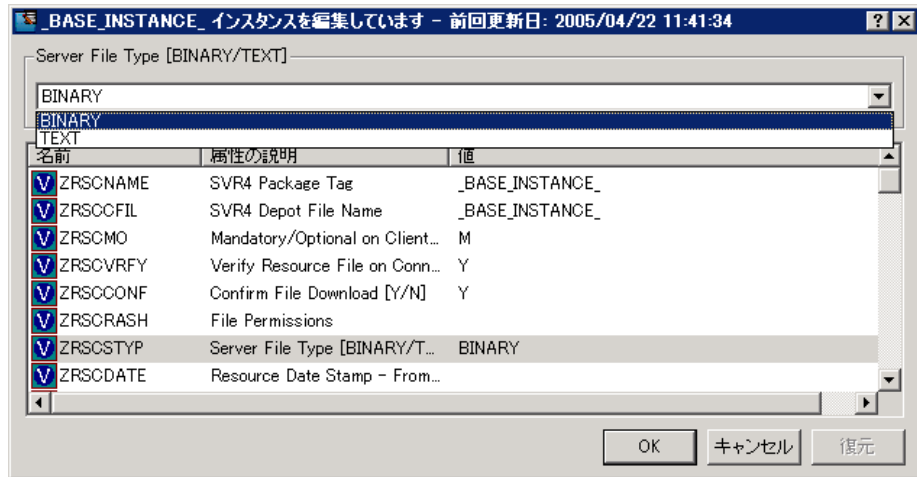 _BASE_INSTANCE_ インスタンスを編集しています - 前回更新日: 2005/04/22 11:41:34
Server File Type [BINARY/TEXT]
BINARY
BINARY
TEXT
名前 属性の説明 値
V ZRSCNAME SVR4 Package Tag _BASE_INSTANCE_
V ZRSCCFIL SVR4 Depot File Name _BASE_INSTANCE_
V ZRSCMO Mandatory/Optional on Client... M
V ZRSCVRFY Verify Resource File on Conn... Y
V ZRSCCONF Confirm File Download [Y/N] Y
V ZRSCRASH File Permissions
V ZRSCSTYP Server File Type [BINARY/T... BINARY
V ZRSCDATE Resource Date Stamp - From...
OK キャンセル 復元